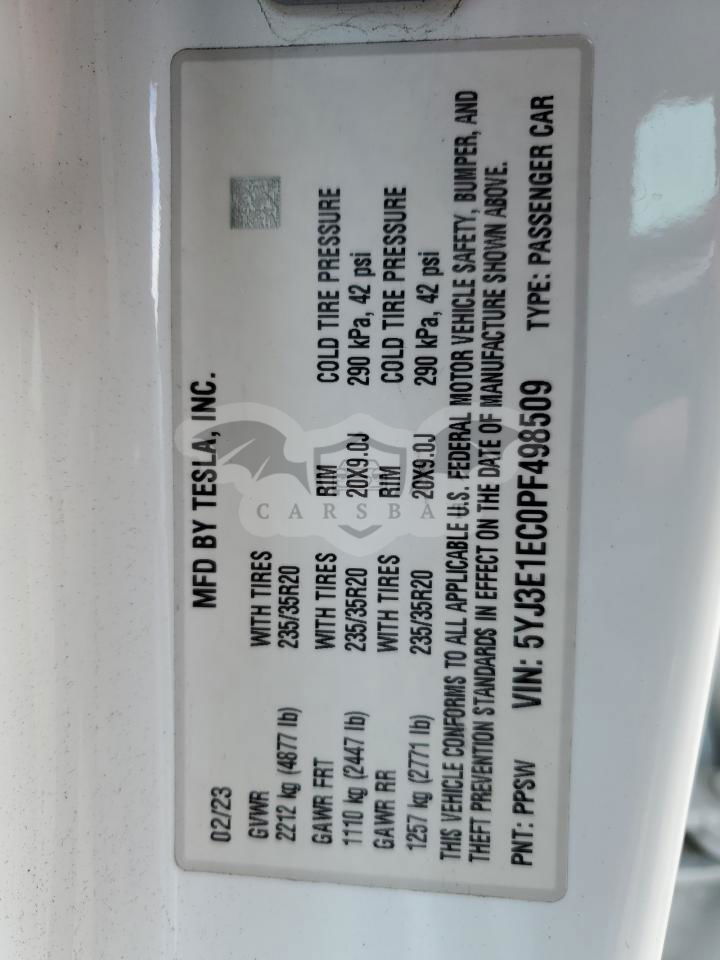 MFD BY TESLA, INC.
02/23
GVWR WITH TIRES
2212 kg (4877 lb) 235/35R20
GAWR FRT WITH TIRES RIM COLD TIRE PRESSURE
1110 kg (2447 lb) 235/35R20 20X9.0J 290 kPa, 42 psi
GAWR RR WITH TIRES RIM COLD TIRE PRESSURE
1257 kg (2771 lb) 235/35R20 20X9.0J 290 kPa, 42 psi
THIS VEHICLE CONFORMS TO ALL APPLICABLE U.S. FEDERAL MOTOR VEHICLE SAFETY, BUMPER, AND
THEFT PREVENTION STANDARDS IN EFFECT ON THE DATE OF MANUFACTURE SHOWN ABOVE.
PNT: PPSW VIN: 5YJ3E1EC0PF498509 TYPE: PASSENGER CAR